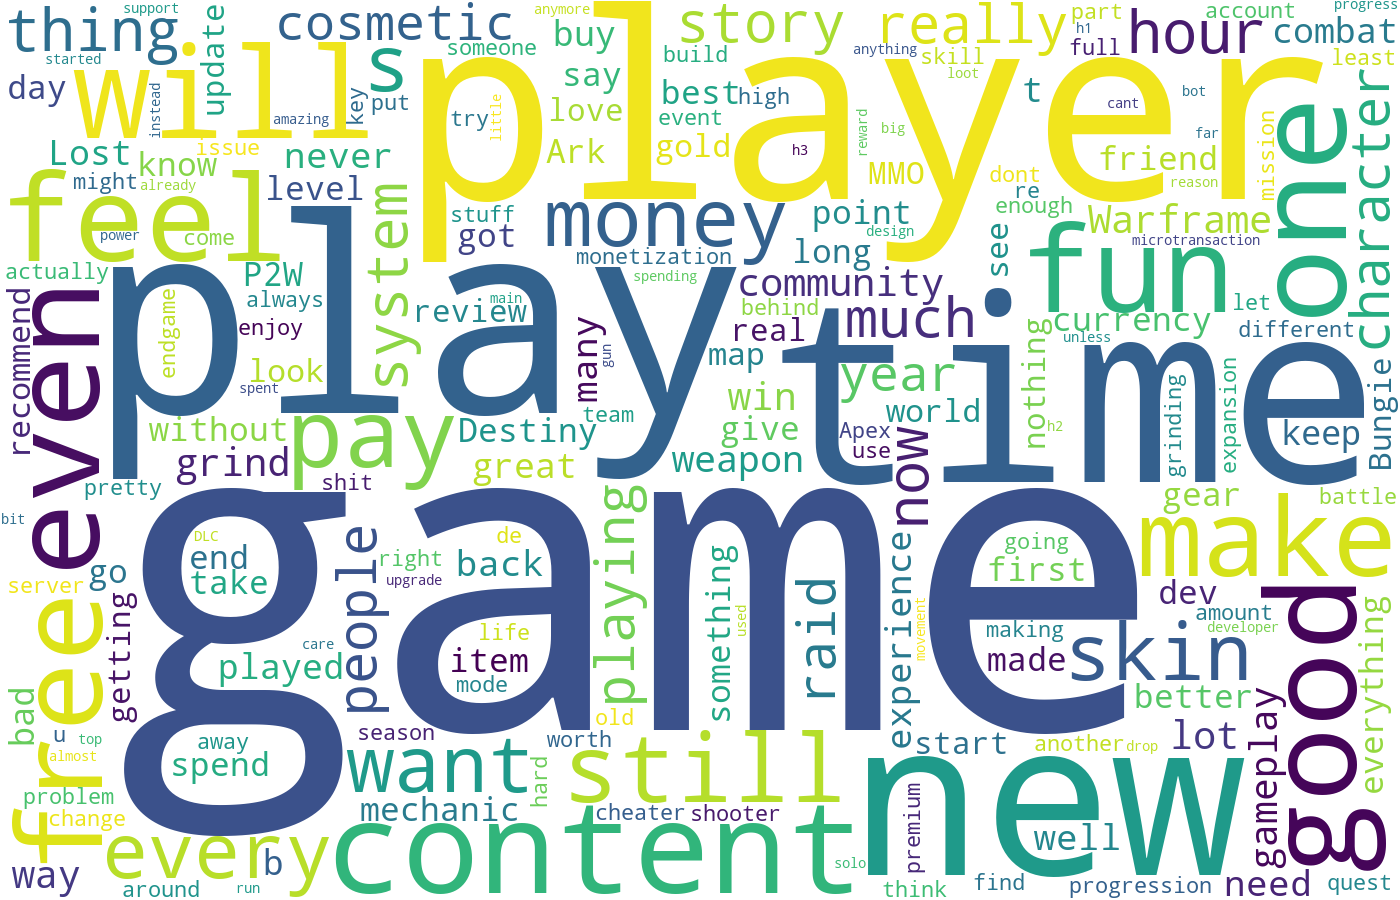 support
anymore
progress
thing
cosmetic
story
really
part
account
hour
combat
started
update
someone
buy
build
anything
skill
h1
full
least
day
will
s
player
say
best
high
loot
t
cant
bot
instead
key
put
love
amazing
try
little
event
big
far
one
character
Lost
issue
never
Ark
gold
h3
reward
MMO
dont
friend
mission
know
might
already
level
re
reason
feel
system
stuff
money
point
enough
Warframe
power
come
got
design
see
microtransaction
long
fun
actually
P2W
monetization
spending
community
behind
always
main
review
much
let
currency
different
recommend
even
endgame
enjoy
play
many
gun
real
map
unless
time
nothing
look
spent
year
win
world
grinding
expansion
Bungie
without
pay
team
Destiny
give
Apex
use
keep
grind
great
weapon
now
pretty
shit
gear
battle
bit
game
make
DLC
people
de
playing
going
end
right
back
something
raid
experience
first
server
go
take
upgrade
dev
amount
free
getting
life
used
movement
making
developer
care
played
item
made
skin
good
everything
bad
mode
better
u
top
away
season
old
worth
start
another
drop
lot
gameplay
almost
spend
want
still
new
problem
hard
change
mechanic
cheater
shooter
premium
well
every
content
way
b
solo
around
run
think
find
progression
need
quest